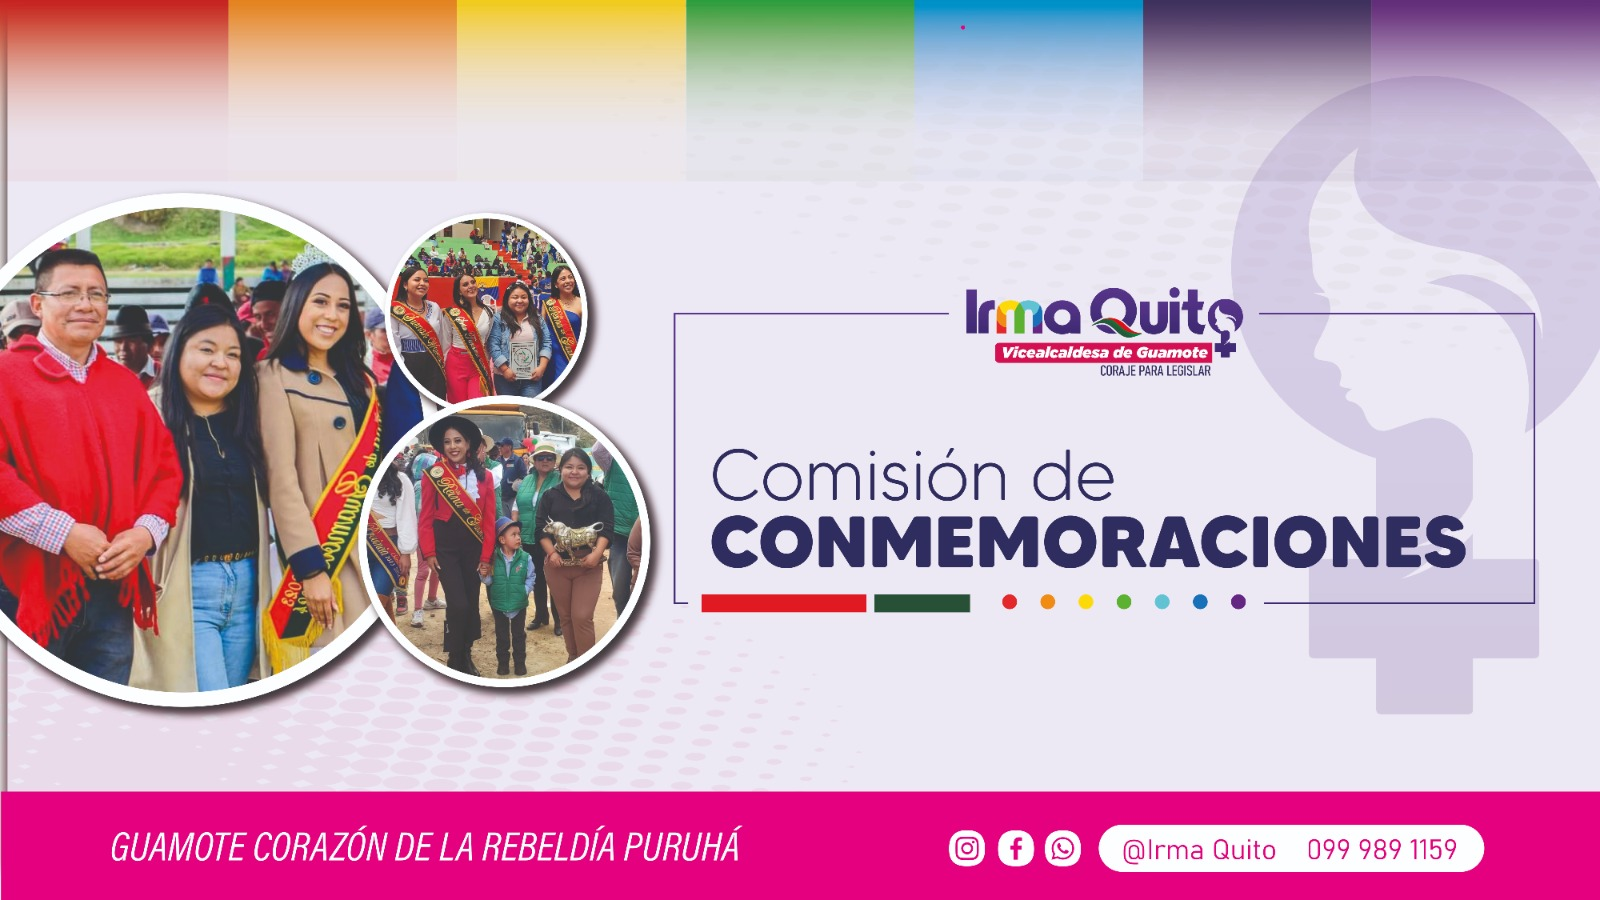 Irma Quito
Vicealcaldesa de Guamote
CORAJE PARA LEGISLAR
Comisión de
CONMEMORACIONES
GUAMOTE CORAZÓN DE LA REBELDÍA PURUHÁ
@Irma Quito 099 989 1159